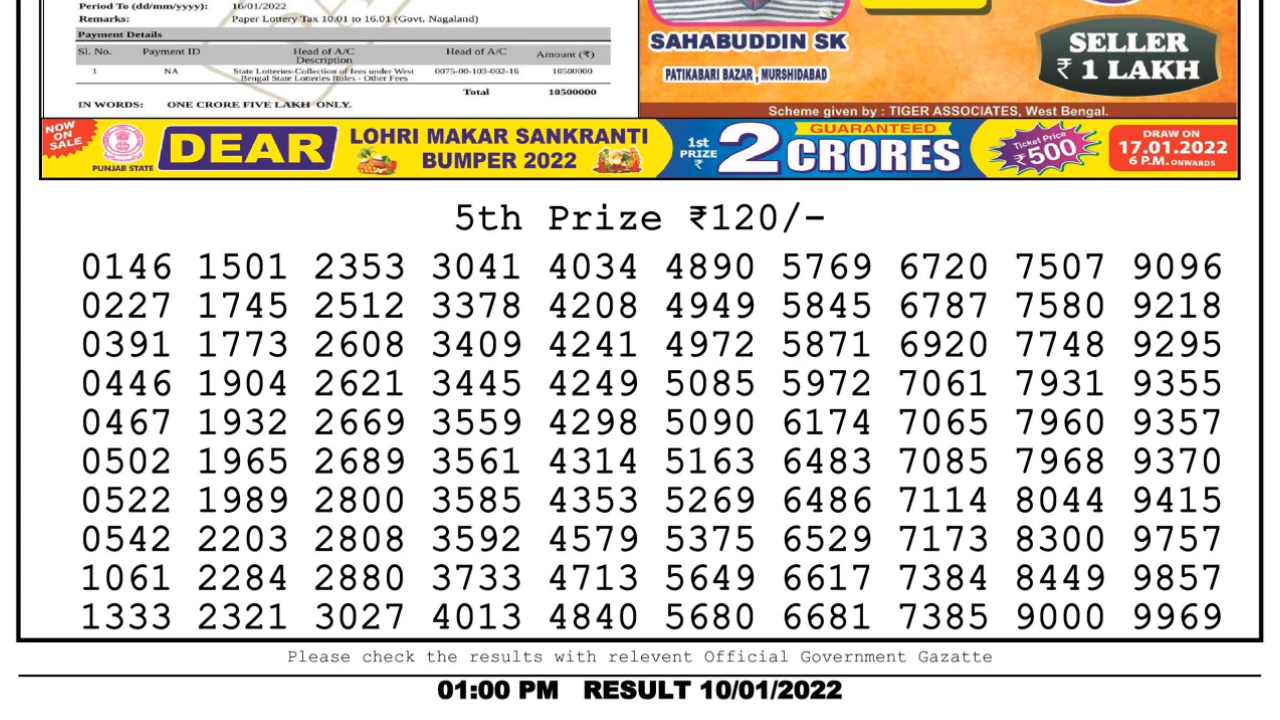 Period To (dd/mm/yyyy): 16/01/2022
Remarks: Paper Lottery Tax 10.01 to 16.01 (Govt. Nagaland)
Payment Details
Sl. No. Payment ID Head of A/C Description Head of A/C Amount (₹)
1 NA State Lotteries-Collection of fees under West Bengal State Lotteries Rules - Other Fees 0075-00-103-002-16 10500000
Total 10500000
IN WORDS: ONE CRORE FIVE LAKH ONLY.
SAHABUDDIN SK
PATIKABARI BAZAR , MURSHIDABAD
SELLER
₹ 1 LAKH
Scheme given by : TIGER ASSOCIATES, West Bengal.
NOW ON SALE
PUNJAB STATE
DEAR
LOHRI MAKAR SANKRANTI
BUMPER 2022
1st PRIZE ₹
2
GUARANTEED
CRORES
Ticket Price
₹500
DRAW ON
17.01.2022
6 P.M. ONWARDS
5th Prize ₹120/-
0146 1501 2353 3041 4034 4890 5769 6720 7507 9096
0227 1745 2512 3378 4208 4949 5845 6787 7580 9218
0391 1773 2608 3409 4241 4972 5871 6920 7748 9295
0446 1904 2621 3445 4249 5085 5972 7061 7931 9355
0467 1932 2669 3559 4298 5090 6174 7065 7960 9357
0502 1965 2689 3561 4314 5163 6483 7085 7968 9370
0522 1989 2800 3585 4353 5269 6486 7114 8044 9415
0542 2203 2808 3592 4579 5375 6529 7173 8300 9757
1061 2284 2880 3733 4713 5649 6617 7384 8449 9857
1333 2321 3027 4013 4840 5680 6681 7385 9000 9969
Please check the results with relevent Official Government Gazatte
01:00 PM RESULT 10/01/2022